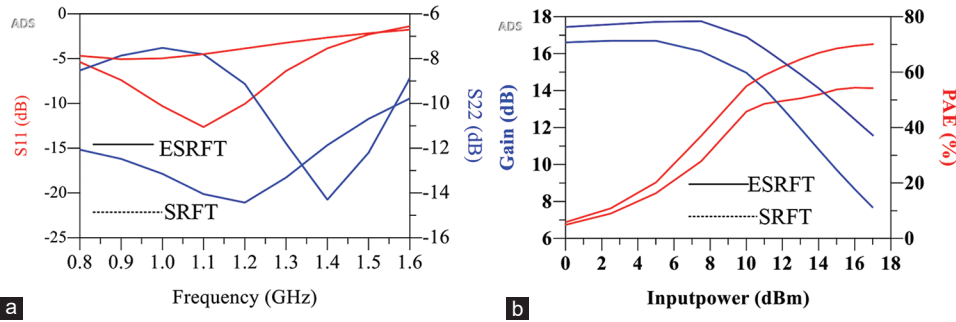 ADS
0
-5
-10
-15
-20
-25
S11 (dB)
-6
-8
-10
-12
-14
-16
S22 (dB)
ESRFT
SRFT
0.8 0.9 1.0 1.1 1.2 1.3 1.4 1.5 1.6
Frequency (GHz)
a
ADS
18
16
14
12
10
8
6
Gain (dB)
80
60
40
20
0
PAE (%)
ESRFT
SRFT
0 2 4 6 8 10 12 14 16 18
Inputpower (dBm)
b